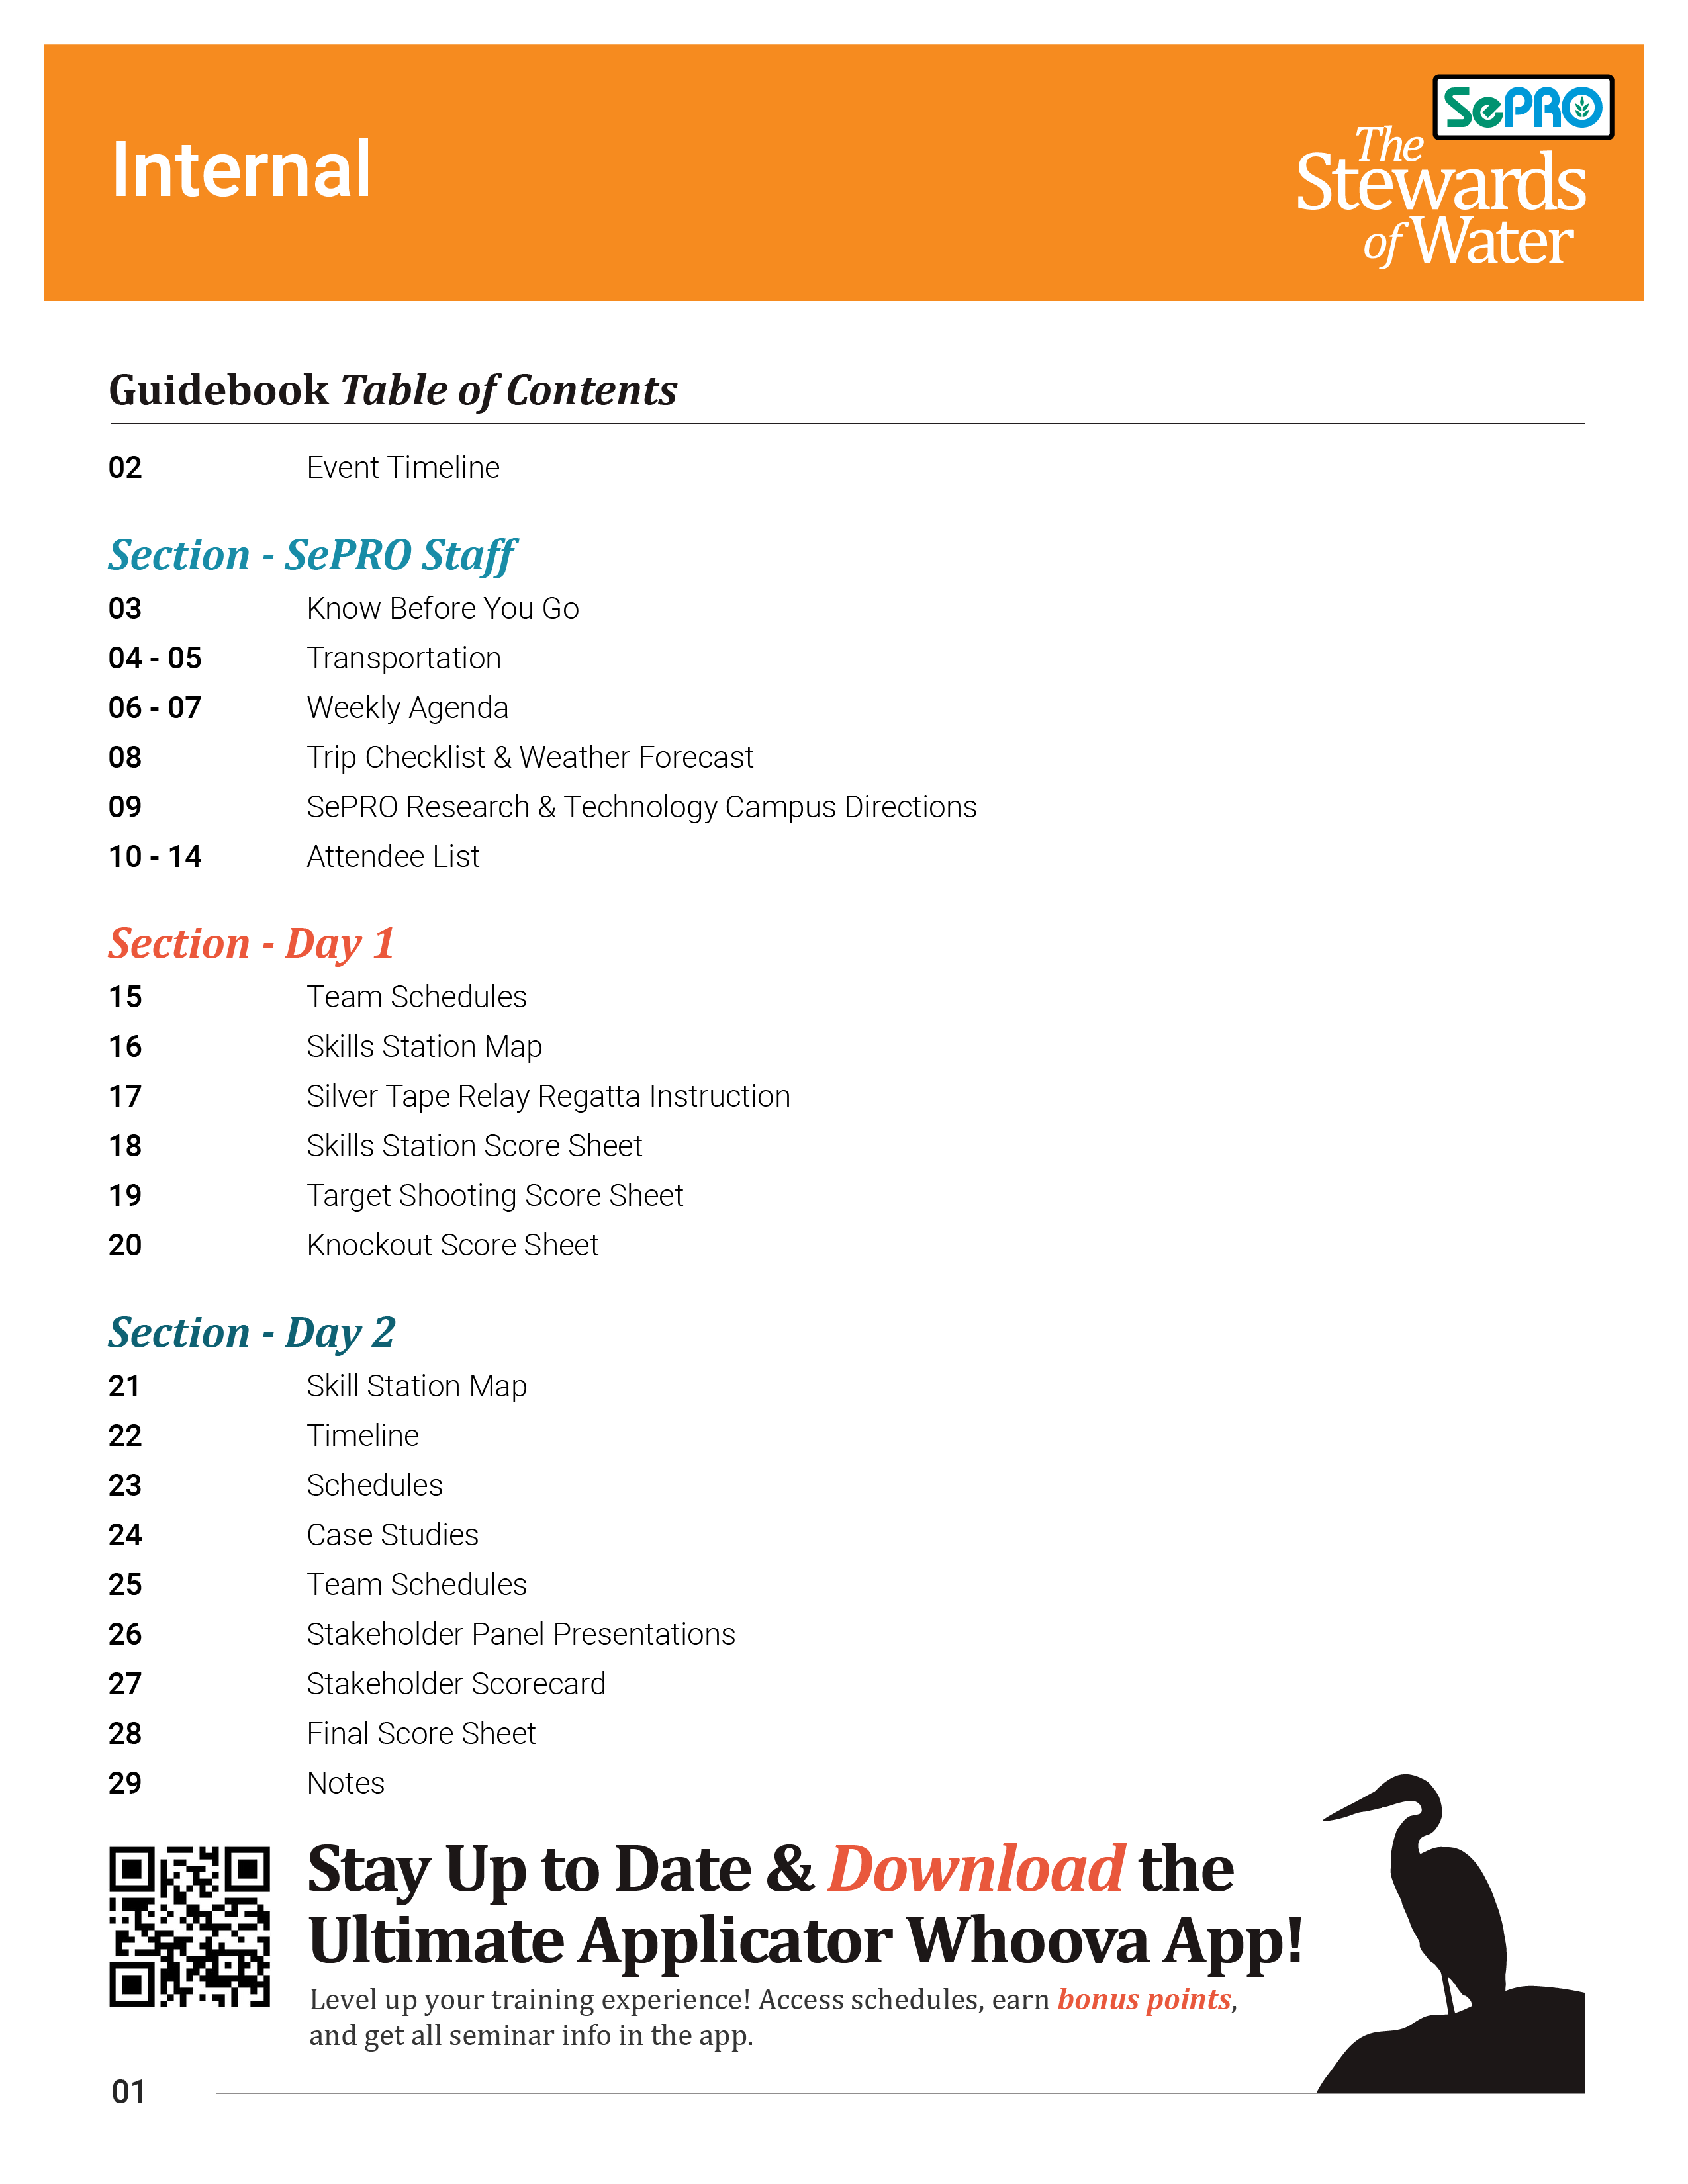 Internal
SePRO
The
Stewards
of Water
Guidebook Table of Contents
02 Event Timeline
Section - SePRO Staff
03 Know Before You Go
04 - 05 Transportation
06 - 07 Weekly Agenda
08 Trip Checklist & Weather Forecast
09 SePRO Research & Technology Campus Directions
10 - 14 Attendee List
Section - Day 1
15 Team Schedules
16 Skills Station Map
17 Silver Tape Relay Regatta Instruction
18 Skills Station Score Sheet
19 Target Shooting Score Sheet
20 Knockout Score Sheet
Section - Day 2
21 Skill Station Map
22 Timeline
23 Schedules
24 Case Studies
25 Team Schedules
26 Stakeholder Panel Presentations
27 Stakeholder Scorecard
28 Final Score Sheet
29 Notes
Stay Up to Date & Download the
Ultimate Applicator Whoova App!
Level up your training experience! Access schedules, earn bonus points,
and get all seminar info in the app.
01